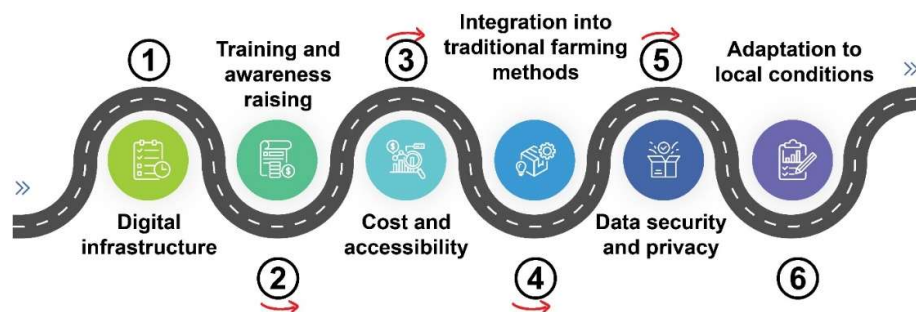 1
Digital
infrastructure
Training and
awareness
raising
2
3
Cost and
accessibility
Integration into
traditional farming
methods
4
5
Data security
and privacy
Adaptation to
local conditions
6